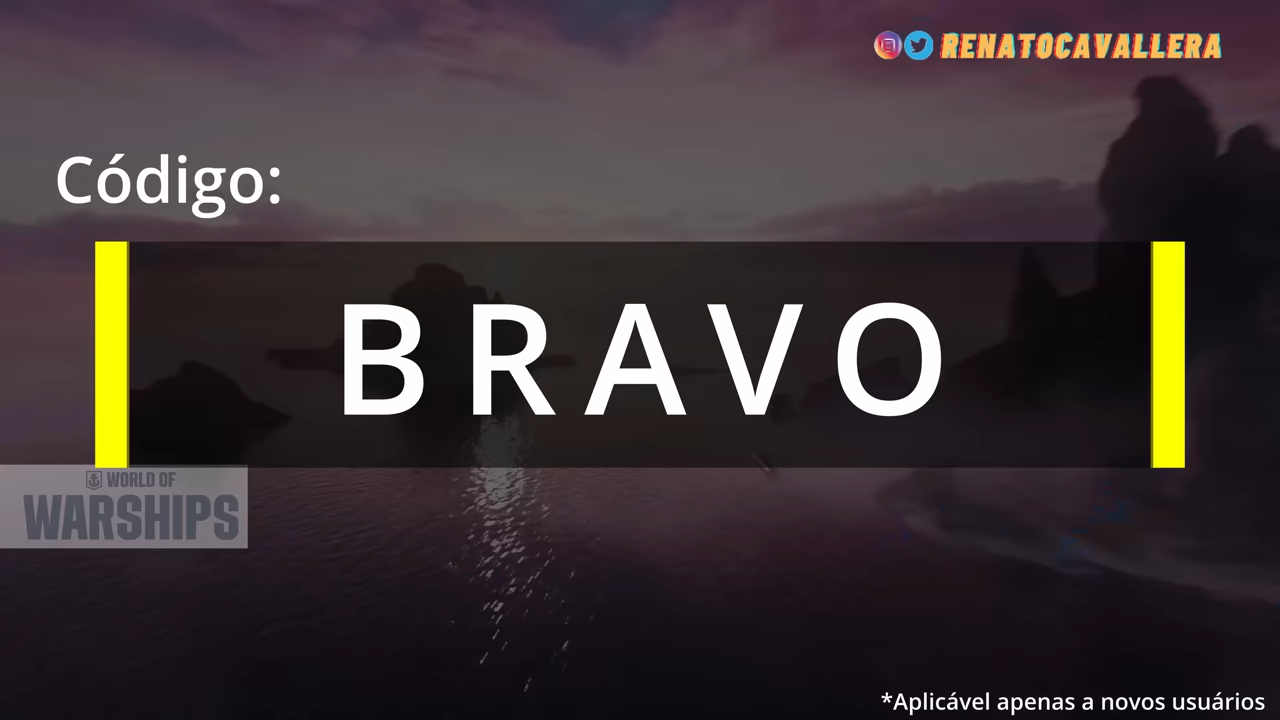 RENATOCAVALLERA
Código:
BRAVO
WORLD OF
WARSHIPS
*Aplicável apenas a novos usuários